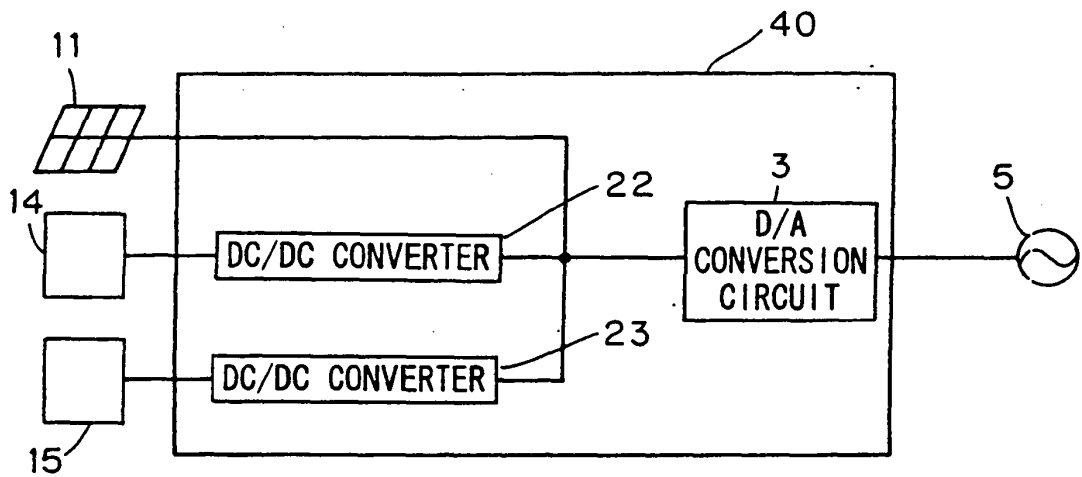 40
11
3
5
22
14
D/A
CONVERSION
CIRCUIT
DC/DC CONVERTER
23
DC/DC CONVERTER
15